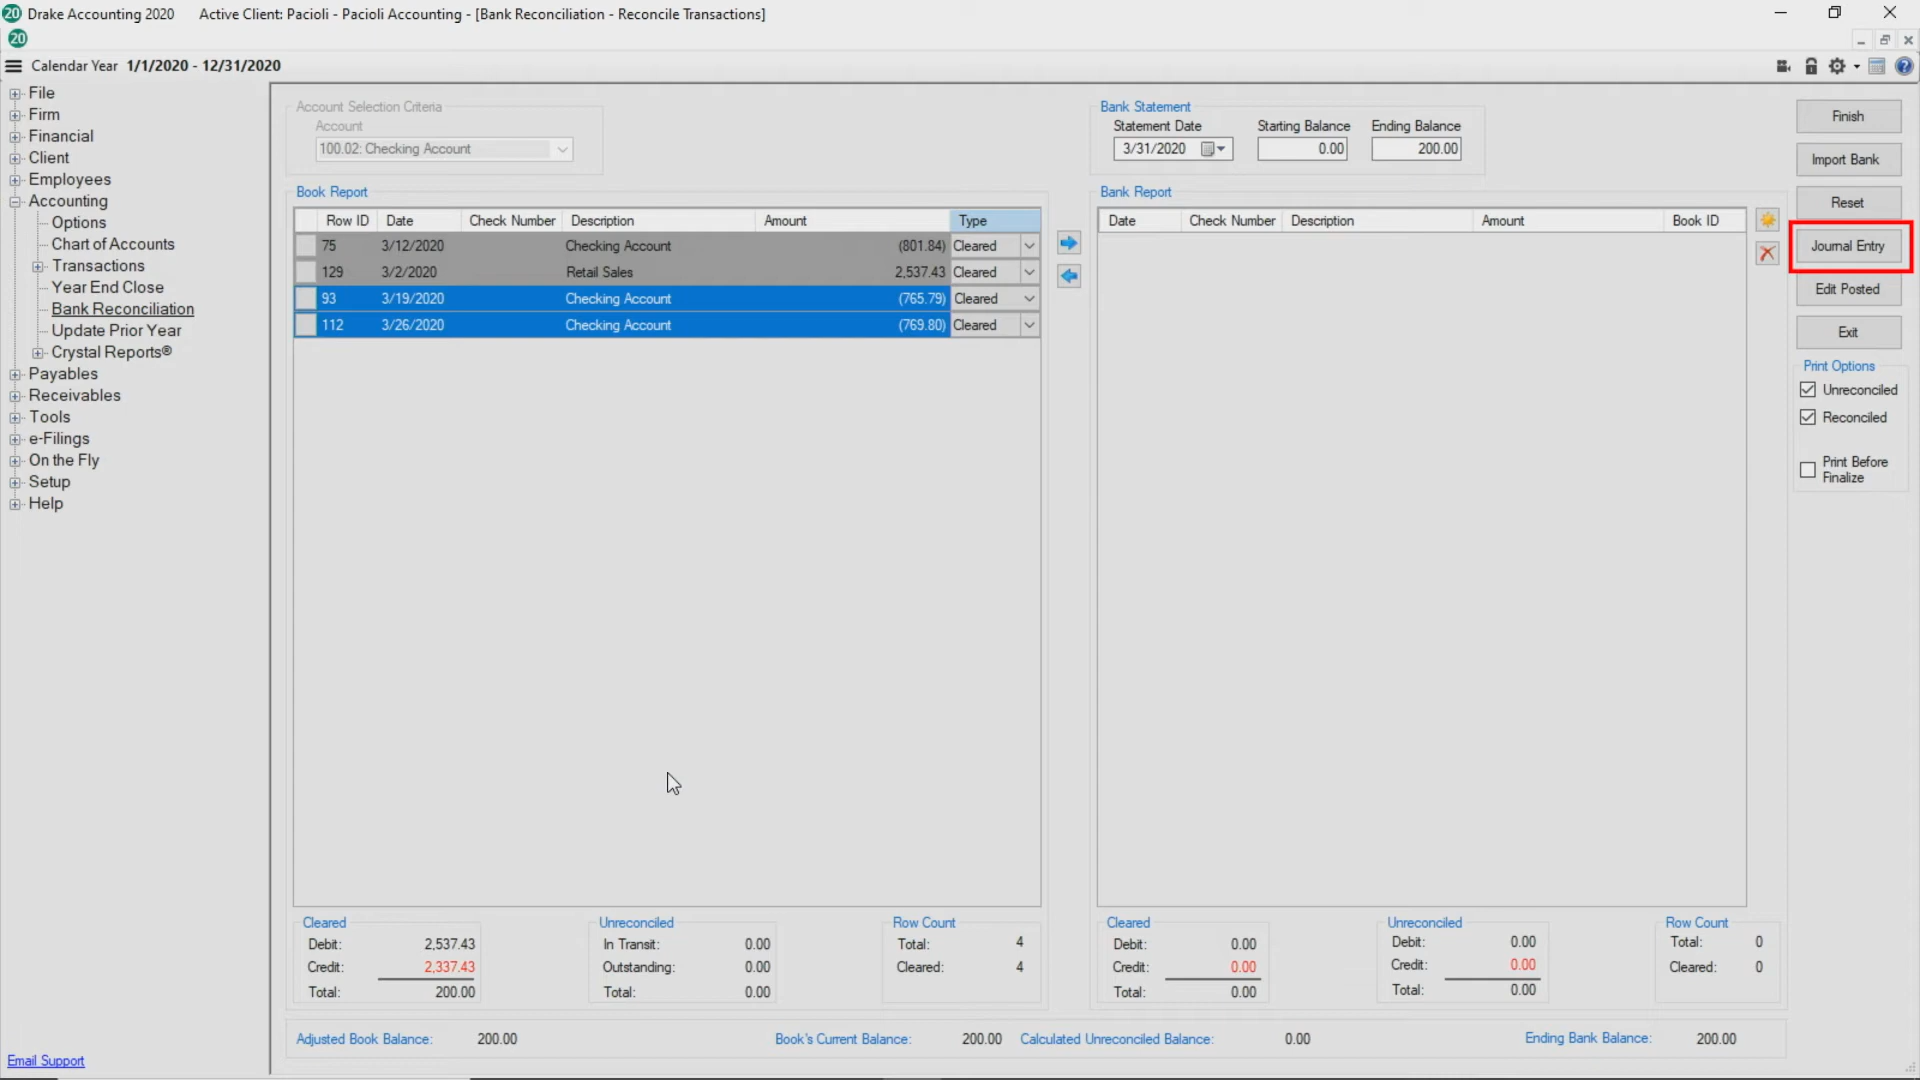 20 Drake Accounting 2020 Active Client: Pacioli - Pacioli Accounting - [Bank Reconciliation - Reconcile Transactions]
20
Calendar Year 1/1/2020 - 12/31/2020
File
Firm
Financial
Client
Employees
Accounting
Options
Chart of Accounts
Transactions
Year End Close
Bank Reconciliation
Update Prior Year
Crystal Reports®
Payables
Receivables
Tools
e-Filings
On the Fly
Setup
Help
Email Support
Account Selection Criteria
Account
100.02: Checking Account
Book Report
Row ID Date Check Number Description Amount Type
75 3/12/2020 Checking Account (801.84) Cleared
129 3/2/2020 Retail Sales 2,537.43 Cleared
93 3/19/2020 Checking Account (765.79) Cleared
112 3/26/2020 Checking Account (769.80) Cleared
Cleared
Debit: 2,537.43
Credit: 2,337.43
Total: 200.00
Unreconciled
In Transit: 0.00
Outstanding: 0.00
Total: 0.00
Row Count
Total: 4
Cleared: 4
Bank Statement
Statement Date Starting Balance Ending Balance
3/31/2020 0.00 200.00
Bank Report
Date Check Number Description Amount Book ID
Cleared
Debit: 0.00
Credit: 0.00
Total: 0.00
Unreconciled
Debit: 0.00
Credit: 0.00
Total: 0.00
Row Count
Total: 0
Cleared: 0
Adjusted Book Balance: 200.00 Book's Current Balance: 200.00 Calculated Unreconciled Balance: 0.00 Ending Bank Balance: 200.00
Finish
Import Bank
Reset
Journal Entry
Edit Posted
Exit
Print Options
Unreconciled
Reconciled
Print Before
Finalize